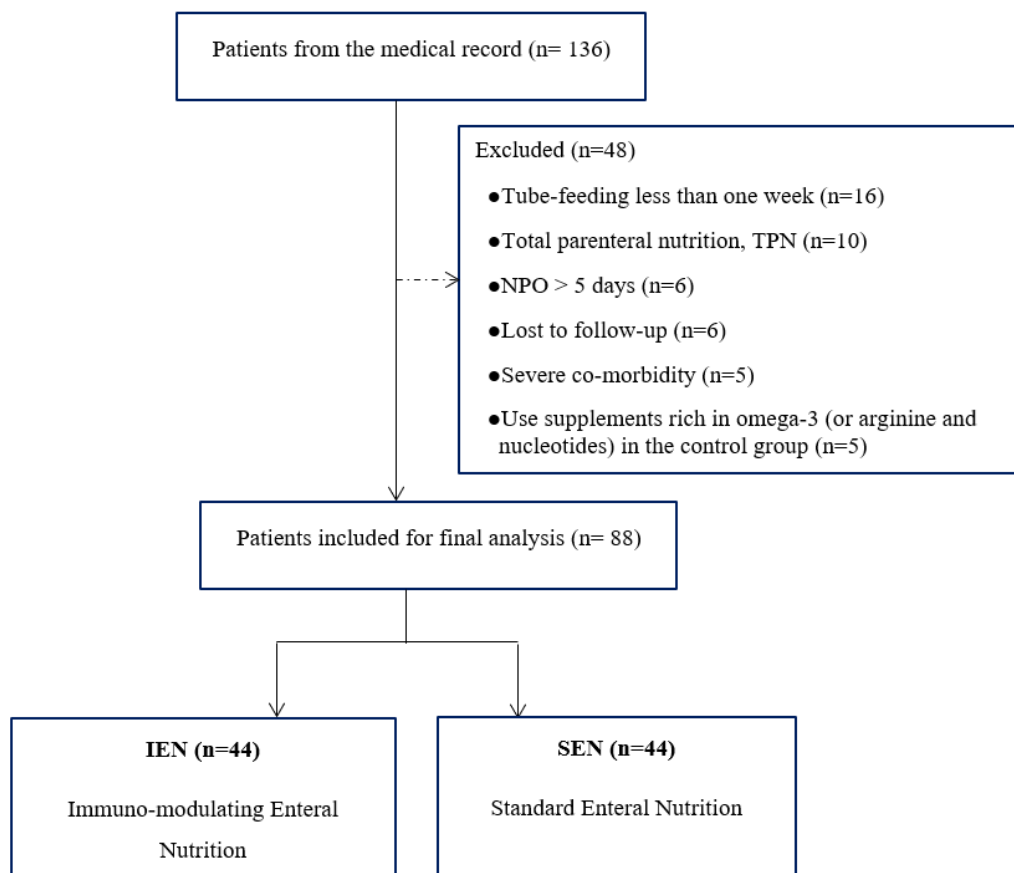 Patients from the medical record (n= 136)
Excluded (n=48)
●Tube-feeding less than one week (n=16)
●Total parenteral nutrition, TPN (n=10)
●NPO > 5 days (n=6)
●Lost to follow-up (n=6)
●Severe co-morbidity (n=5)
●Use supplements rich in omega-3 (or arginine and
nucleotides) in the control group (n=5)
Patients included for final analysis (n= 88)
IEN (n=44)
Immuno-modulating Enteral
Nutrition
SEN (n=44)
Standard Enteral Nutrition